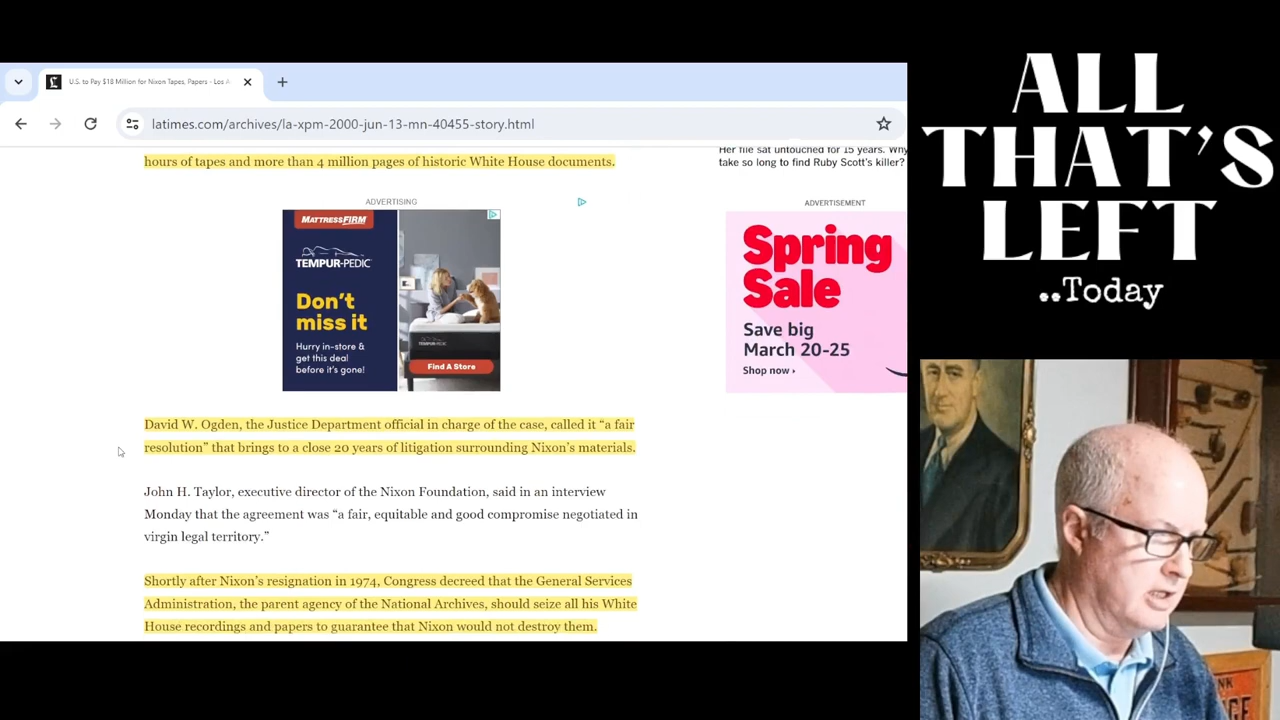 U.S. to Pay $18 Million for Nixon Tapes, Papers - Los A
latimes.com/archives/la-xpm-2000-jun-13-mn-40455-story.html
hours of tapes and more than 4 million pages of historic White House documents.
Her file sat untouched for 15 years. Why
take so long to find Ruby Scott's killer?
ADVERTISING
MATTRESSFIRM
TEMPUR-PEDIC
Don't
miss it
Hurry in-store &
get this deal
before it's gone!
TEMPUR-PEDIC
Find A Store
ADVERTISEMENT
Spring
Sale
Save big
March 20-25
Shop now ›
David W. Ogden, the Justice Department official in charge of the case, called it “a fair
resolution” that brings to a close 20 years of litigation surrounding Nixon’s materials.
John H. Taylor, executive director of the Nixon Foundation, said in an interview
Monday that the agreement was “a fair, equitable and good compromise negotiated in
virgin legal territory.”
Shortly after Nixon’s resignation in 1974, Congress decreed that the General Services
Administration, the parent agency of the National Archives, should seize all his White
House recordings and papers to guarantee that Nixon would not destroy them.
ALL
THAT'S
LEFT
..Today